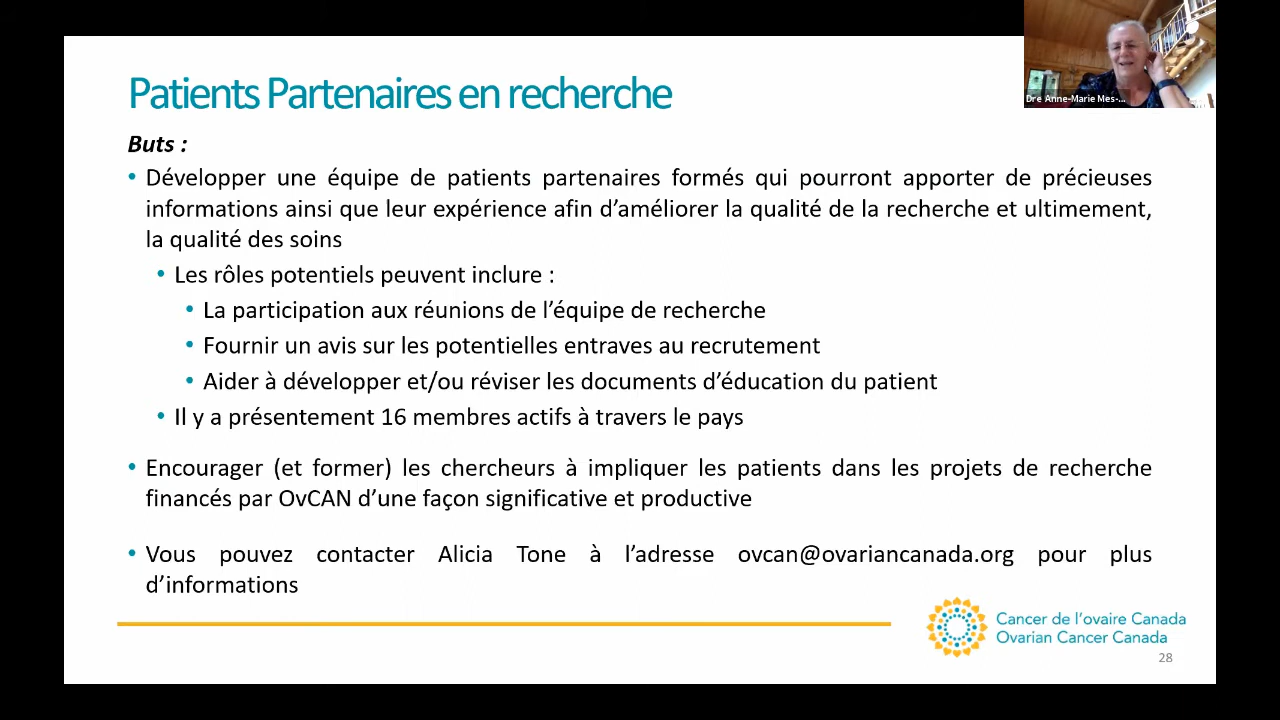 Patients Partenaires en recherche
Dre Anne-Marie Mes-...
Buts :
• Développer une équipe de patients partenaires formés qui pourront apporter de précieuses
informations ainsi que leur expérience afin d’améliorer la qualité de la recherche et ultimement,
la qualité des soins
• Les rôles potentiels peuvent inclure :
• La participation aux réunions de l’équipe de recherche
• Fournir un avis sur les potentielles entraves au recrutement
• Aider à développer et/ou réviser les documents d’éducation du patient
• Il y a présentement 16 membres actifs à travers le pays
• Encourager (et former) les chercheurs à impliquer les patients dans les projets de recherche
financés par OvCAN d’une façon significative et productive
• Vous pouvez contacter Alicia Tone à l’adresse ovcan@ovariancanada.org pour plus
d’informations
Cancer de l’ovaire Canada
Ovarian Cancer Canada
28